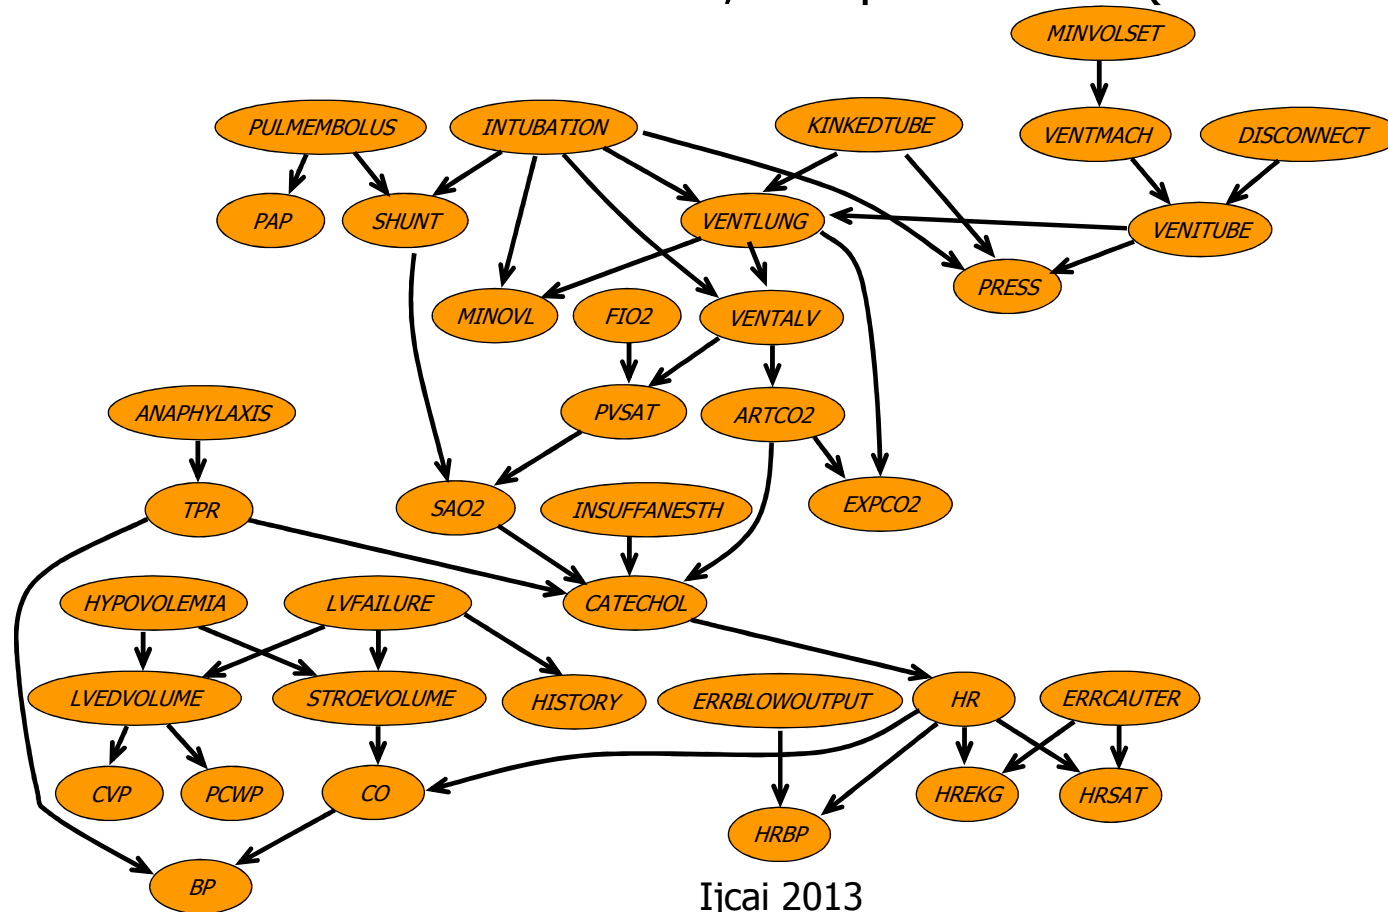 MINVOLSET
PULMEMBOLUS
INTUBATION
KINKEDTUBE
VENTMACH
DISCONNECT
PAP
SHUNT
VENTLUNG
VENITUBE
PRESS
MINOVL
FIO2
VENTALV
ANAPHYLAXIS
PVSAT
ARTCO2
TPR
SAO2
INSUFFANESTH
EXPCO2
HYPOVOLEMIA
LVFAILURE
CATECHOL
LVEDVOLUME
STROEVOLUME
HISTORY
ERRBLOWOUTPUT
HR
ERRCAUTER
CVP
PCWP
CO
HREKG
HRSAT
HRBP
BP
Ijcai 2013